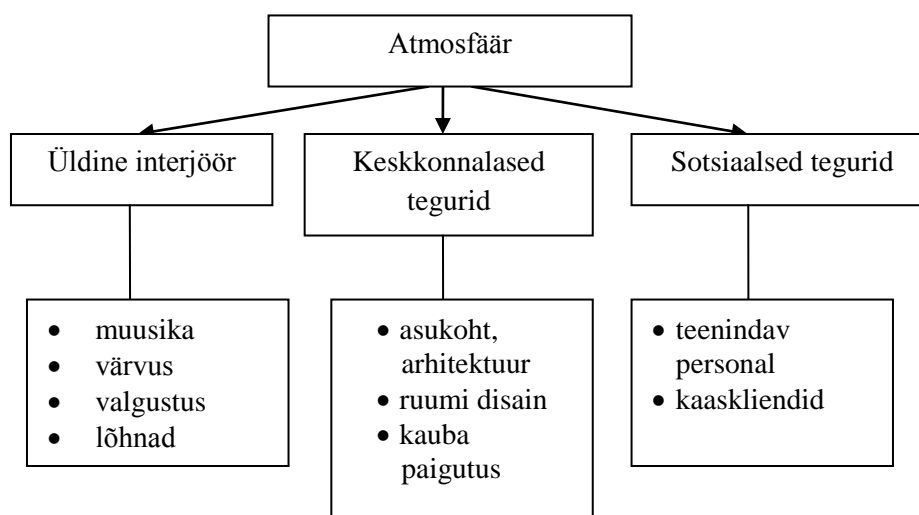 Atmosfäär
Üldine interjöör
Keskkonnalased
tegurid
Sotsiaalsed tegurid
• muusika
• värvus
• valgustus
• lõhnad
• asukoht,
arhitektuur
• ruumi disain
• kauba
paigutus
• teenindav
personal
• kaaskliendid